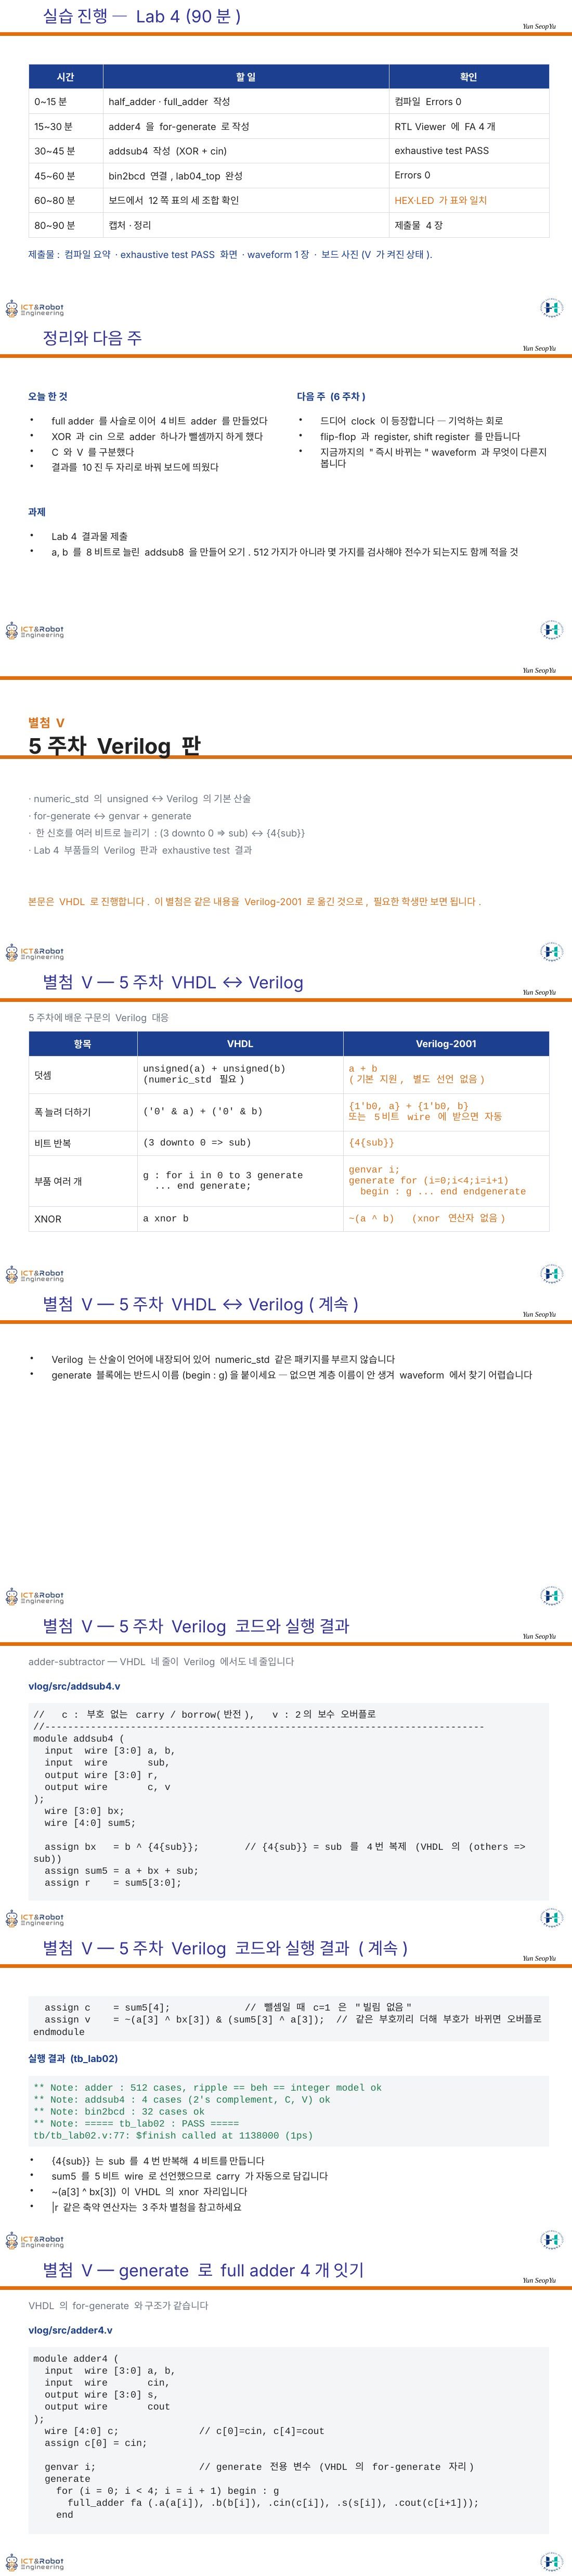 실습 진행 — Lab 4 (90 분 )
Yun SeopYu
시간 할 일 확인
0~15 분 half_adder · full_adder 작성 컴파일 Errors 0
15~30 분 adder4 을 for-generate 로 작성 RTL Viewer 에 FA 4 개
30~45 분 addsub4 작성 (XOR + cin) exhaustive test PASS
45~60 분 bin2bcd 연결 , lab04_top 완성 Errors 0
60~80 분 보드에서 12 쪽 표의 세 조합 확인 HEX·LED 가 표와 일치
80~90 분 캡처 · 정리 제출물 4 장
제출물 : 컴파일 요약 · exhaustive test PASS 화면 · waveform 1 장 · 보드 사진 (V 가 켜진 상태 ).
ICT&Robot
Engineering
정리와 다음 주
Yun SeopYu
오늘 한 것
• full adder 를 사슬로 이어 4 비트 adder 를 만들었다
• XOR 과 cin 으로 adder 하나가 뺄셈까지 하게 했다
• C 와 V 를 구분했다
• 결과를 10 진 두 자리로 바꿔 보드에 띄웠다
다음 주 (6 주차 )
• 드디어 clock 이 등장합니다 — 기억하는 회로
• flip-flop 과 register, shift register 를 만듭니다
• 지금까지의 " 즉시 바뀌는 " waveform 과 무엇이 다른지
봅니다
과제
• Lab 4 결과물 제출
• a, b 를 8 비트로 늘린 addsub8 을 만들어 오기 . 512 가지가 아니라 몇 가지를 검사해야 전수가 되는지도 함께 적을 것
ICT&Robot
Engineering
Yun SeopYu
별첨 V
5 주차 Verilog 판
· numeric_std 의 unsigned ↔ Verilog 의 기본 산술
· for-generate ↔ genvar + generate
· 한 신호를 여러 비트로 늘리기 : (3 downto 0 => sub) ↔ {4{sub}}
· Lab 4 부품들의 Verilog 판과 exhaustive test 결과
본문은 VHDL 로 진행합니다 . 이 별첨은 같은 내용을 Verilog-2001 로 옮긴 것으로 , 필요한 학생만 보면 됩니다 .
ICT&Robot
Engineering
별첨 V — 5 주차 VHDL ↔ Verilog
Yun SeopYu
5 주차에 배운 구문의 Verilog 대응
항목 VHDL Verilog-2001
덧셈 unsigned(a) + unsigned(b) a + b
(numeric_std 필요 ) ( 기본 지원 , 별도 선언 없음 )
폭 늘려 더하기 ('0' & a) + ('0' & b) {1'b0, a} + {1'b0, b}
또는 5 비트 wire 에 받으면 자동
비트 반복 (3 downto 0 => sub) {4{sub}}
부품 여러 개 g : for i in 0 to 3 generate
... end generate;
genvar i;
generate for (i=0;i<4;i=i+1)
begin : g ... end endgenerate
XNOR a xnor b ~(a ^ b) (xnor 연산자 없음 )
ICT&Robot
Engineering
별첨 V — 5 주차 VHDL ↔ Verilog ( 계속 )
Yun SeopYu
• Verilog 는 산술이 언어에 내장되어 있어 numeric_std 같은 패키지를 부르지 않습니다
• generate 블록에는 반드시 이름 (begin : g) 을 붙이세요 — 없으면 계층 이름이 안 생겨 waveform 에서 찾기 어렵습니다
ICT&Robot
Engineering
별첨 V — 5 주차 Verilog 코드와 실행 결과
Yun SeopYu
adder-subtractor — VHDL 네 줄이 Verilog 에서도 네 줄입니다
vlog/src/addsub4.v
// c : 부호 없는 carry / borrow( 반전 ), v : 2 의 보수 오버플로
//-----------------------------------------------------------------------------
module addsub4 (
input wire [3:0] a, b,
input wire sub,
output wire [3:0] r,
output wire c, v
);
wire [3:0] bx;
wire [4:0] sum5;
assign bx = b ^ {4{sub}}; // {4{sub}} = sub 를 4 번 복제 (VHDL 의 (others =>
sub))
assign sum5 = a + bx + sub;
assign r = sum5[3:0];
ICT&Robot
Engineering
별첨 V — 5 주차 Verilog 코드와 실행 결과 ( 계속 )
Yun SeopYu
assign c = sum5[4]; // 뺄셈일 때 c=1 은 " 빌림 없음 "
assign v = ~(a[3] ^ bx[3]) & (sum5[3] ^ a[3]); // 같은 부호끼리 더해 부호가 바뀌면 오버플로
endmodule
실행 결과 (tb_lab02)
** Note: adder : 512 cases, ripple == beh == integer model ok
** Note: addsub4 : 4 cases (2's complement, C, V) ok
** Note: bin2bcd : 32 cases ok
** Note: ===== tb_lab02 : PASS =====
tb/tb_lab02.v:77: $finish called at 1138000 (1ps)
• {4{sub}} 는 sub 를 4 번 반복해 4 비트를 만듭니다
• sum5 를 5 비트 wire 로 선언했으므로 carry 가 자동으로 담깁니다
• ~(a[3] ^ bx[3]) 이 VHDL 의 xnor 자리입니다
• |r 같은 축약 연산자는 3 주차 별첨을 참고하세요
ICT&Robot
Engineering
별첨 V — generate 로 full adder 4 개 잇기
Yun SeopYu
VHDL 의 for-generate 와 구조가 같습니다
vlog/src/adder4.v
module adder4 (
input wire [3:0] a, b,
input wire cin,
output wire [3:0] s,
output wire cout
);
wire [4:0] c; // c[0]=cin, c[4]=cout
assign c[0] = cin;
genvar i; // generate 전용 변수 (VHDL 의 for-generate 자리 )
generate
for (i = 0; i < 4; i = i + 1) begin : g
full_adder fa (.a(a[i]), .b(b[i]), .cin(c[i]), .s(s[i]), .cout(c[i+1]));
end
ICT&Robot
Engineering